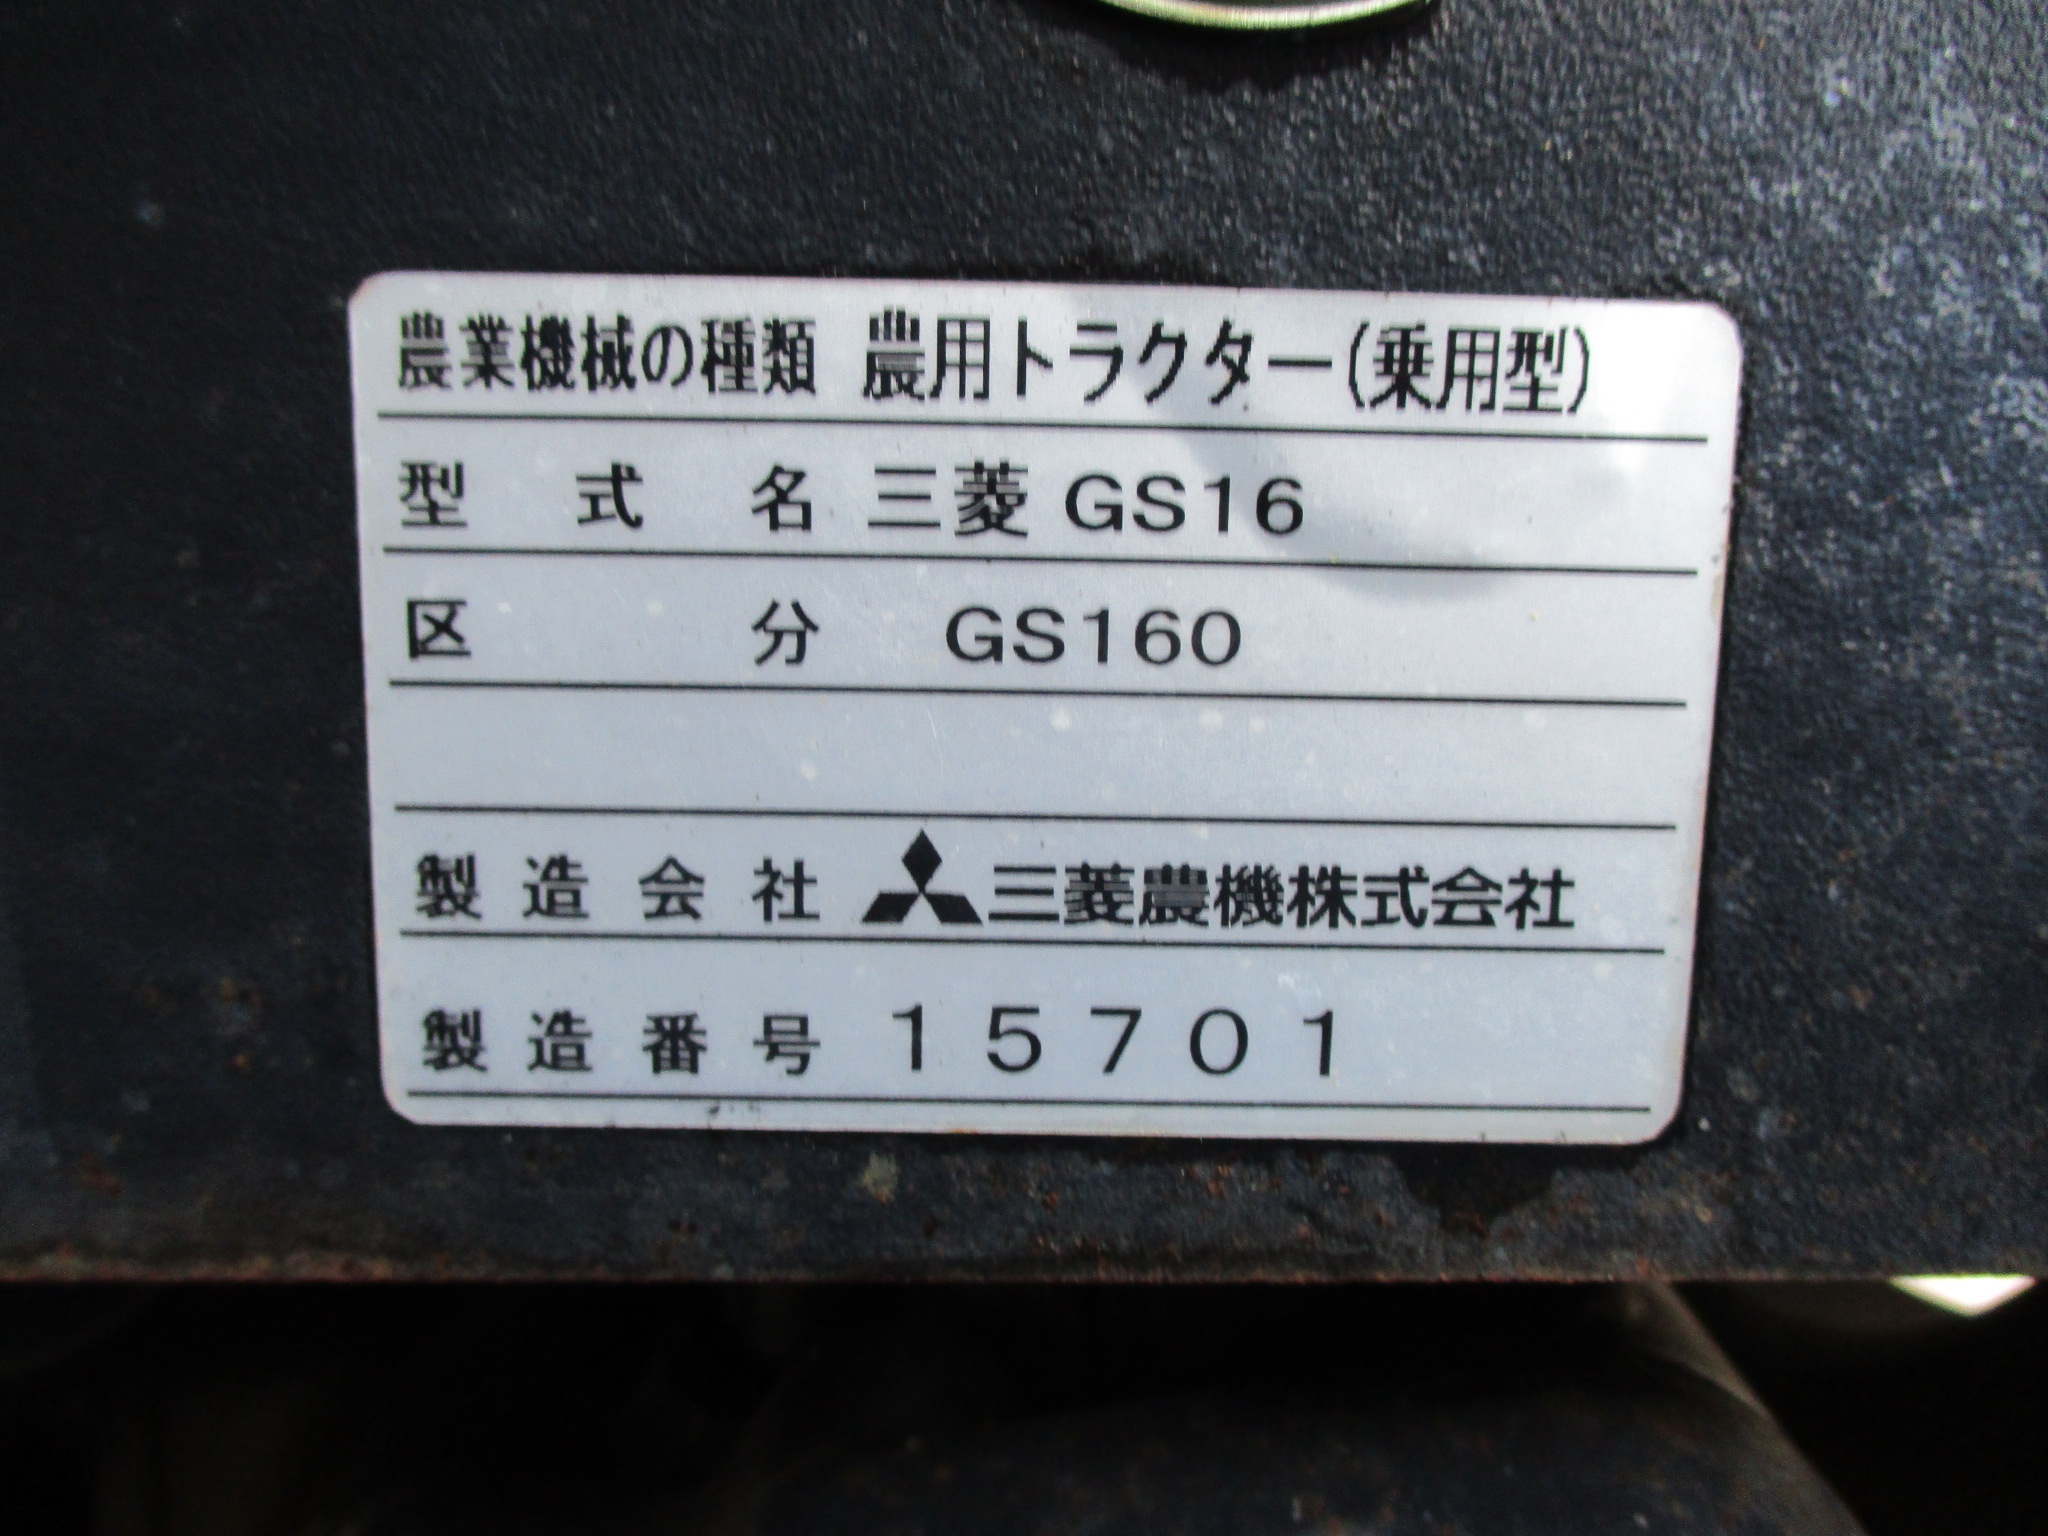 農業機械の種類 農用トラクター(乗用型)
型式名 三菱 GS16
区分 GS160
製造会社 三菱農機株式会社
製造番号 15701